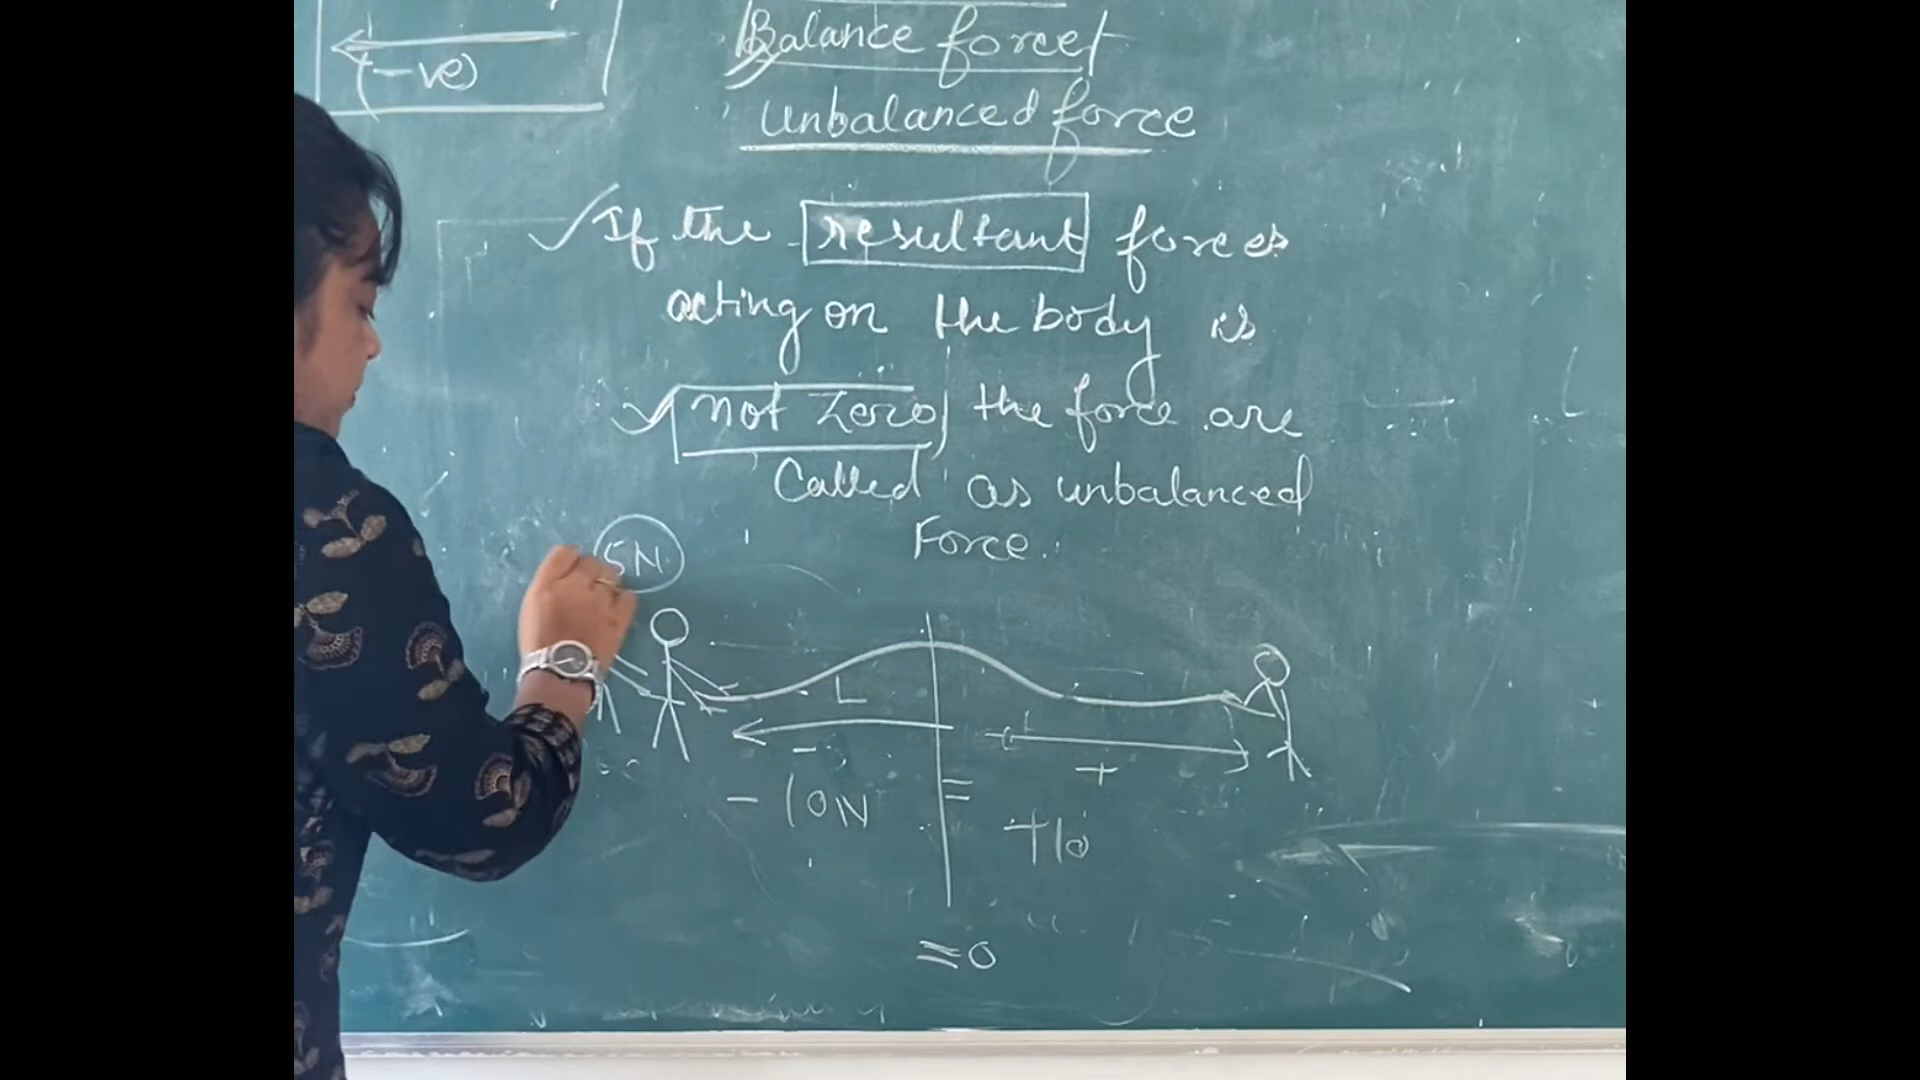 (-ve)
Balance force
Unbalanced force
If the resultant forces
acting on the body is
not zero, the force are
Called as unbalanced
Force.
5N
L
-
+
- 10N
=
+10
= 0